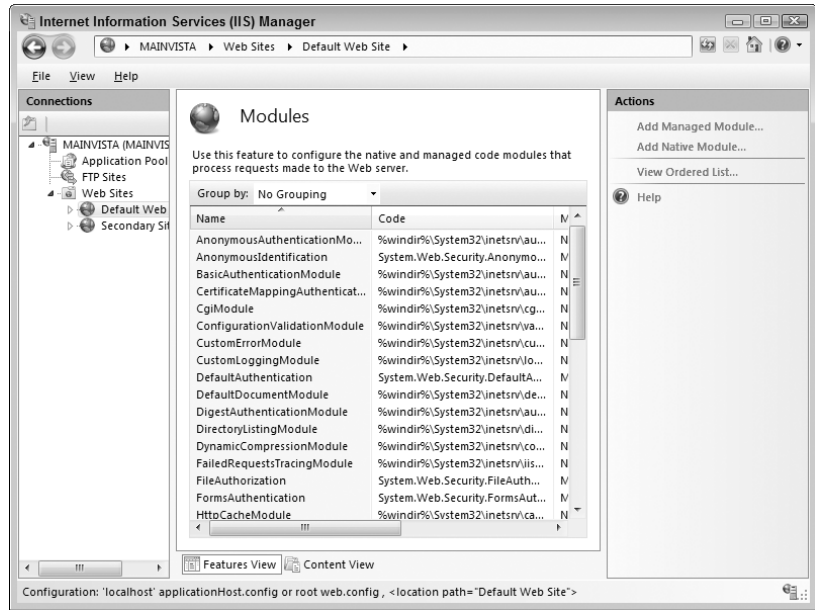 Internet Information Services (IIS) Manager
MAINVISTA Web Sites Default Web Site
File View Help
Connections
MAINVISTA (MAINVIS
Application Pool
FTP Sites
Web Sites
Default Web
Secondary Sit
Modules
Use this feature to configure the native and managed code modules that
process requests made to the Web server.
Group by: No Grouping
Name Code M
AnonymousAuthenticationMo... %windir%\System32\inetsrv\au... N
AnonymousIdentification System.Web.Security.Anonymo... M
BasicAuthenticationModule %windir%\System32\inetsrv\au... N
CertificateMappingAuthenticat... %windir%\System32\inetsrv\au... N
CgiModule %windir%\System32\inetsrv\cg... N
ConfigurationValidationModule %windir%\System32\inetsrv\va... N
CustomErrorModule %windir%\System32\inetsrv\cu... N
CustomLoggingModule %windir%\System32\inetsrv\lo... N
DefaultAuthentication System.Web.Security.DefaultA... M
DefaultDocumentModule %windir%\System32\inetsrv\de... N
DigestAuthenticationModule %windir%\System32\inetsrv\au... N
DirectoryListingModule %windir%\System32\inetsrv\di... N
DynamicCompressionModule %windir%\System32\inetsrv\co... N
FailedRequestsTracingModule %windir%\System32\inetsrv\iis... N
FileAuthorization System.Web.Security.FileAuth... M
FormsAuthentication System.Web.Security.FormsAut... M
HttpCacheModule %windir%\System32\inetsrv\ca... N
Features View Content View
Actions
Add Managed Module...
Add Native Module...
View Ordered List...
Help
Configuration: 'localhost' applicationHost.config or root web.config , <location path="Default Web Site">